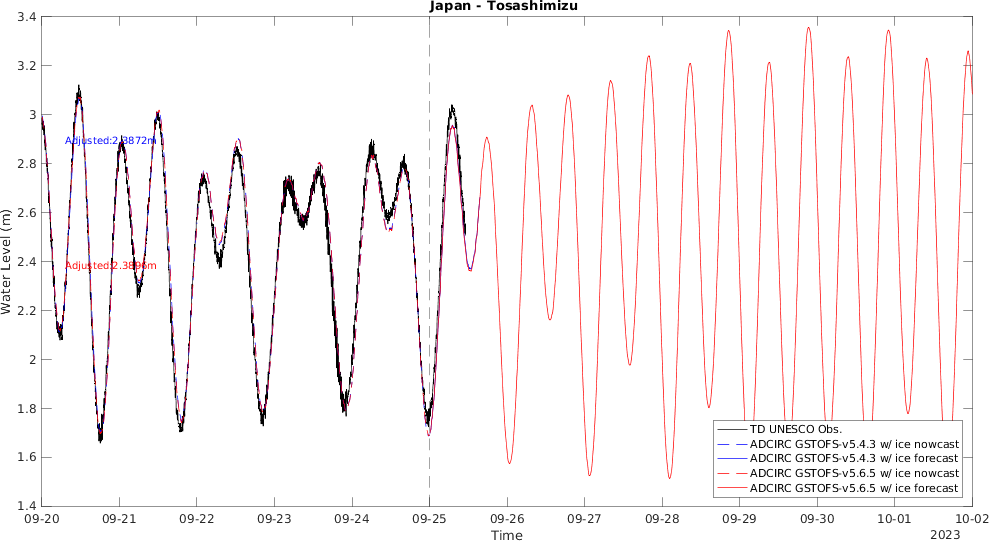 Japan - Tosashimizu
3.4
3.2
3
2.8
2.6
2.4
2.2
2
1.8
1.6
1.4
Water Level (m)
Adjusted:2.3872m
Adjusted:2.3896m
TD UNESCO Obs.
ADCIRC GSTOFS-v5.4.3 w/ ice nowcast
ADCIRC GSTOFS-v5.4.3 w/ ice forecast
ADCIRC GSTOFS-v5.6.5 w/ ice nowcast
ADCIRC GSTOFS-v5.6.5 w/ ice forecast
09-20 09-21 09-22 09-23 09-24 09-25 09-26 09-27 09-28 09-29 09-30 10-01 10-02
Time
2023